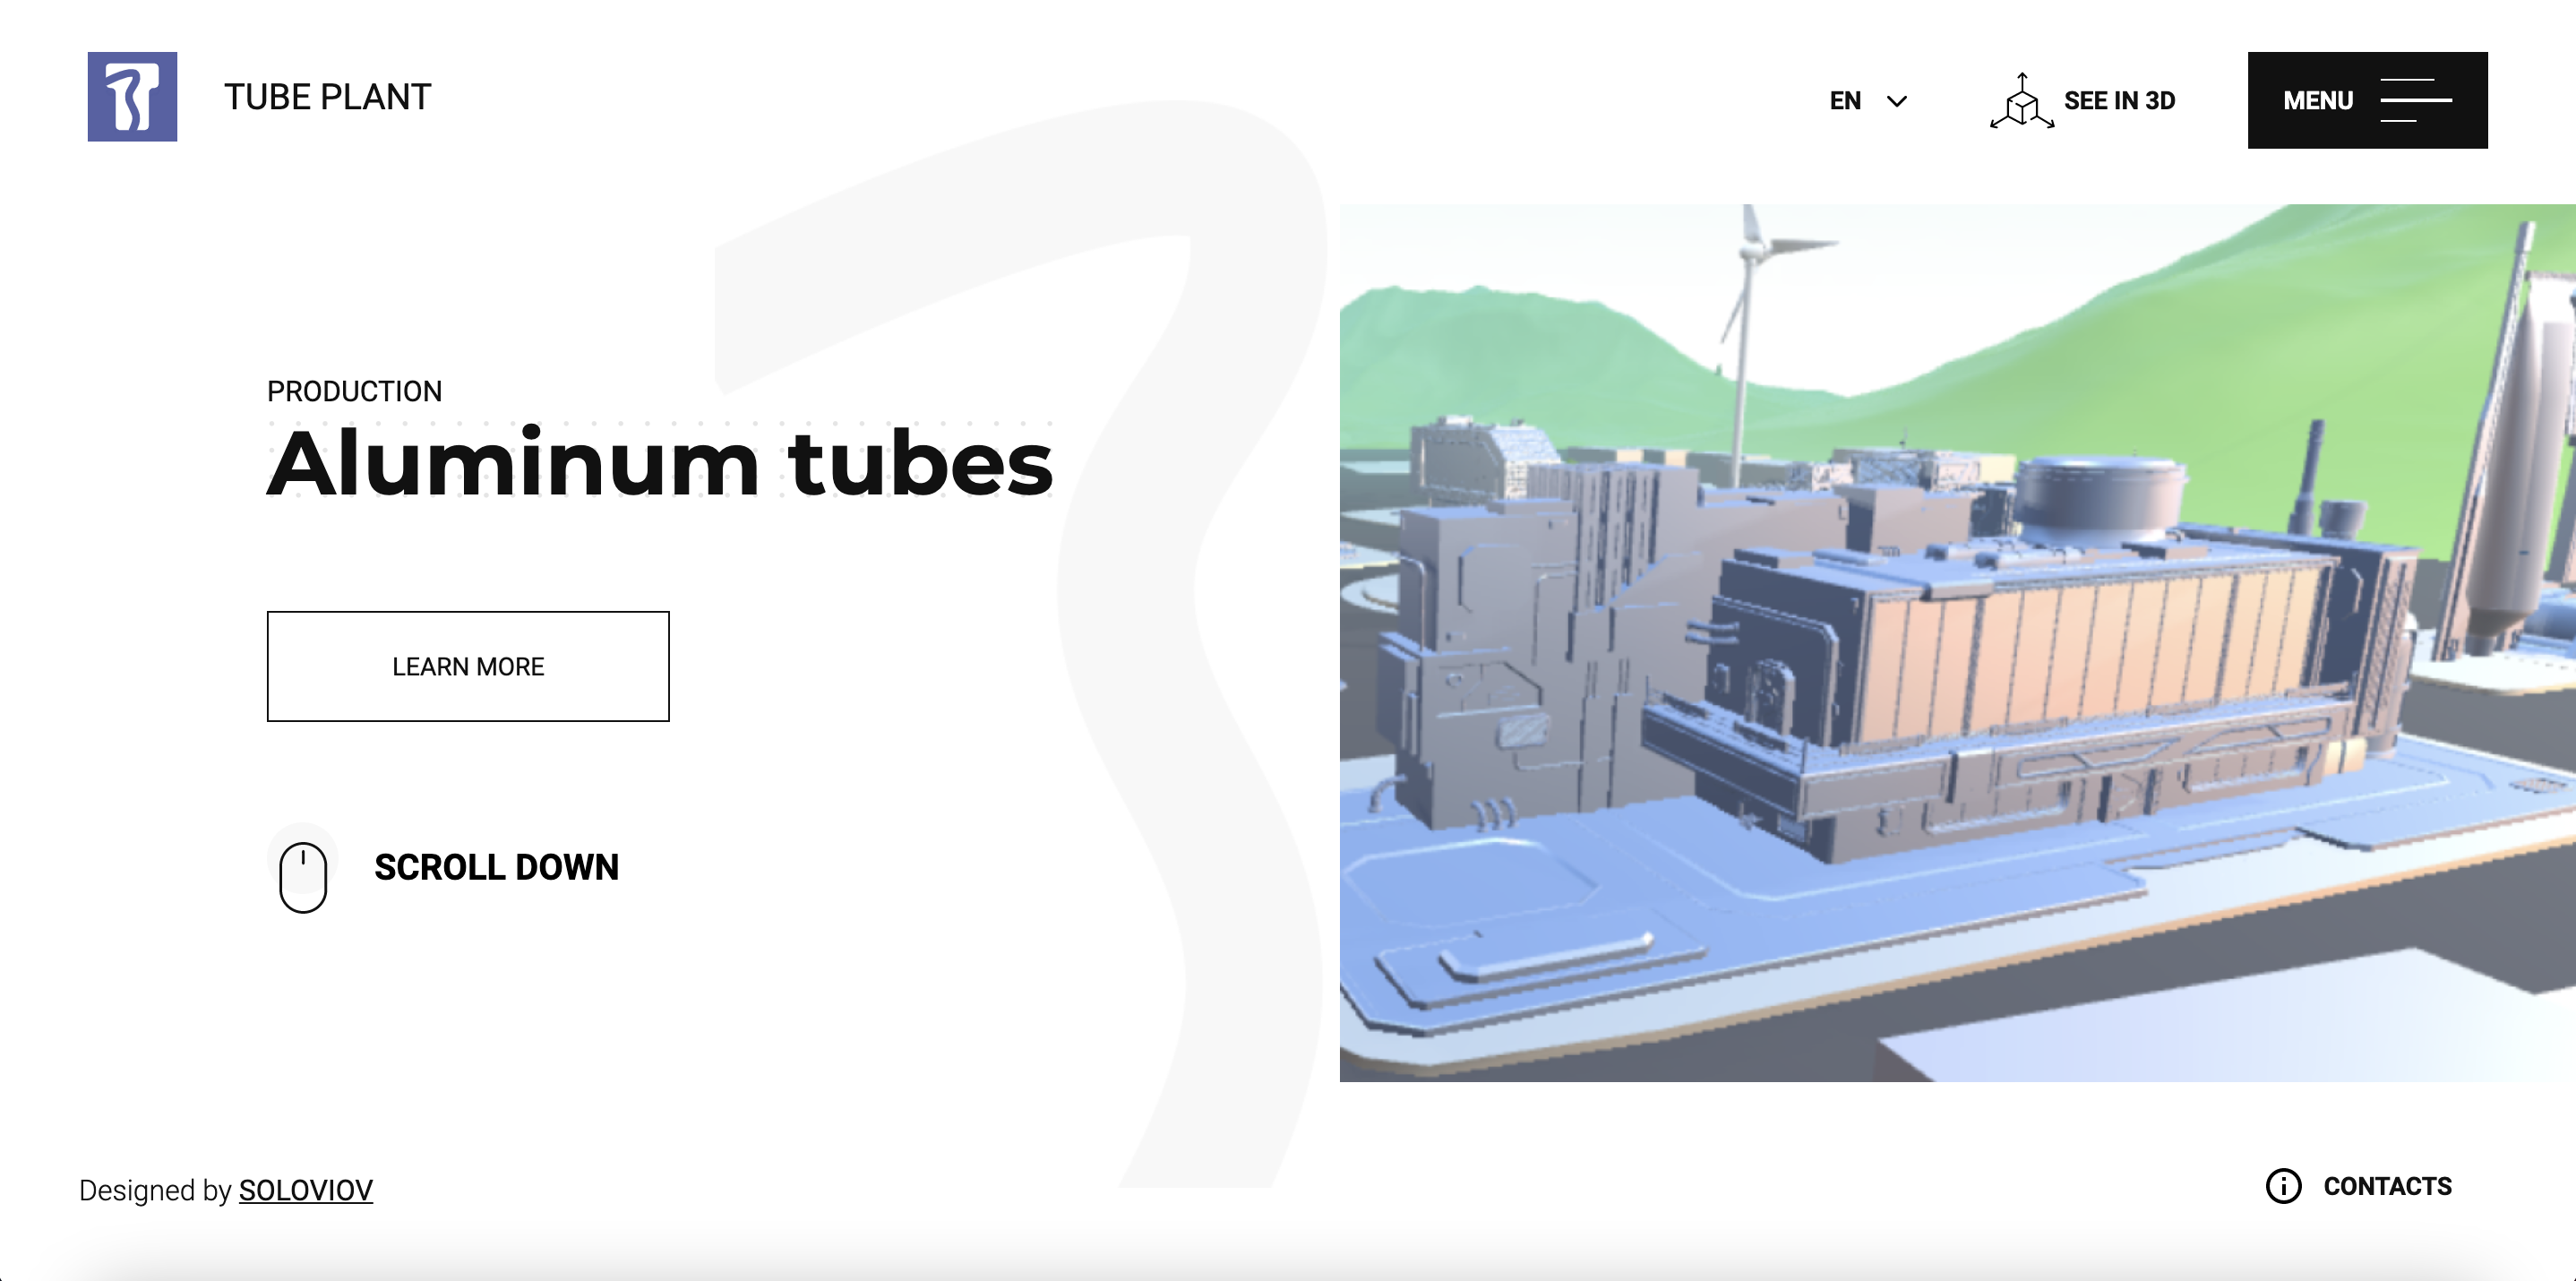 TUBE PLANT
EN
SEE IN 3D
MENU
PRODUCTION
Aluminum tubes
LEARN MORE
SCROLL DOWN
Designed by SOLOVIOV
CONTACTS